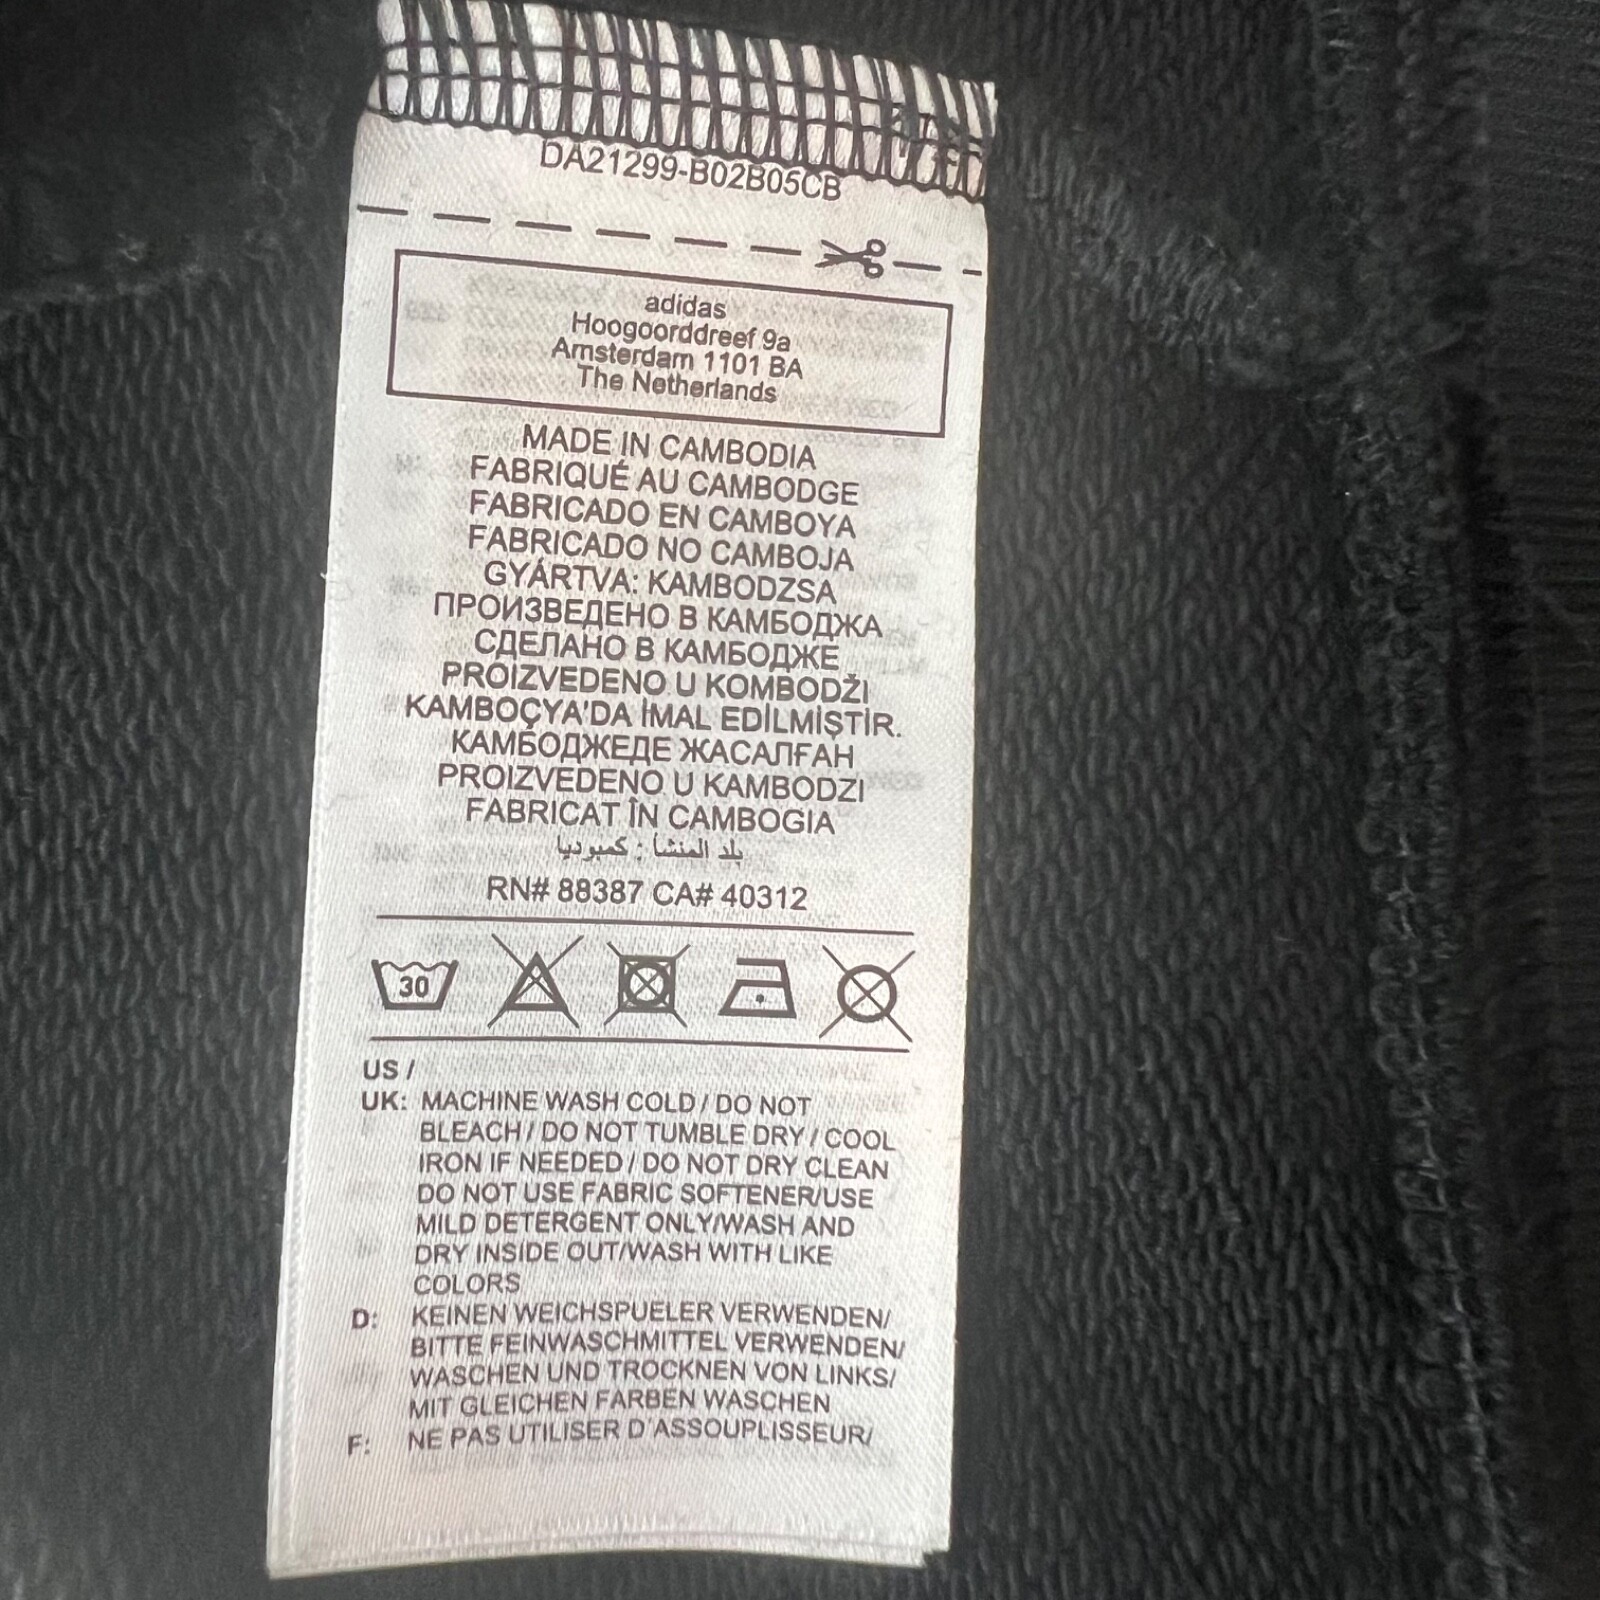 DA21299-B02B05CB
adidas
Hoogoorddreef 9a
Amsterdam 1101 BA
The Netherlands
MADE IN CAMBODIA
FABRIQUÉ AU CAMBODGE
FABRICADO EN CAMBOYA
FABRICADO NO CAMBOJA
GYÁRTVA: KAMBODZSA
ПРОИЗВЕДЕНО В КАМБОДЖА
СДЕЛАНО В КАМБОДЖЕ
PROIZVEDENO U KOMBODŽI
KAMBOÇYA'DA İMAL EDİLMİŞTİR.
КАМБОДЖЕДЕ ЖАСАЛҒАН
PROIZVEDENO U KAMBODZI
FABRICAT ÎN CAMBOGIA
بلد المنشأ : كمبوديا
RN# 88387 CA# 40312
30
US /
UK: MACHINE WASH COLD / DO NOT
BLEACH / DO NOT TUMBLE DRY / COOL
IRON IF NEEDED / DO NOT DRY CLEAN
DO NOT USE FABRIC SOFTENER/USE
MILD DETERGENT ONLY/WASH AND
DRY INSIDE OUT/WASH WITH LIKE
COLORS
D: KEINEN WEICHSPUELER VERWENDEN/
BITTE FEINWASCHMITTEL VERWENDEN/
WASCHEN UND TROCKNEN VON LINKS/
MIT GLEICHEN FARBEN WASCHEN
F: NE PAS UTILISER D'ASSOUPLISSEUR/